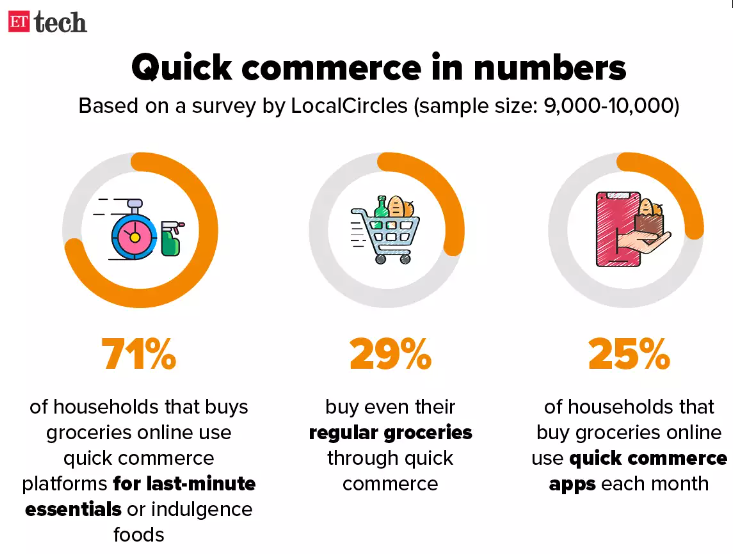 ET tech
Quick commerce in numbers
Based on a survey by LocalCircles (sample size: 9,000-10,000)
71%
of households that buys
groceries online use
quick commerce
platforms for last-minute
essentials or indulgence
foods
29%
buy even their
regular groceries
through quick
commerce
25%
of households that
buy groceries online
use quick commerce
apps each month